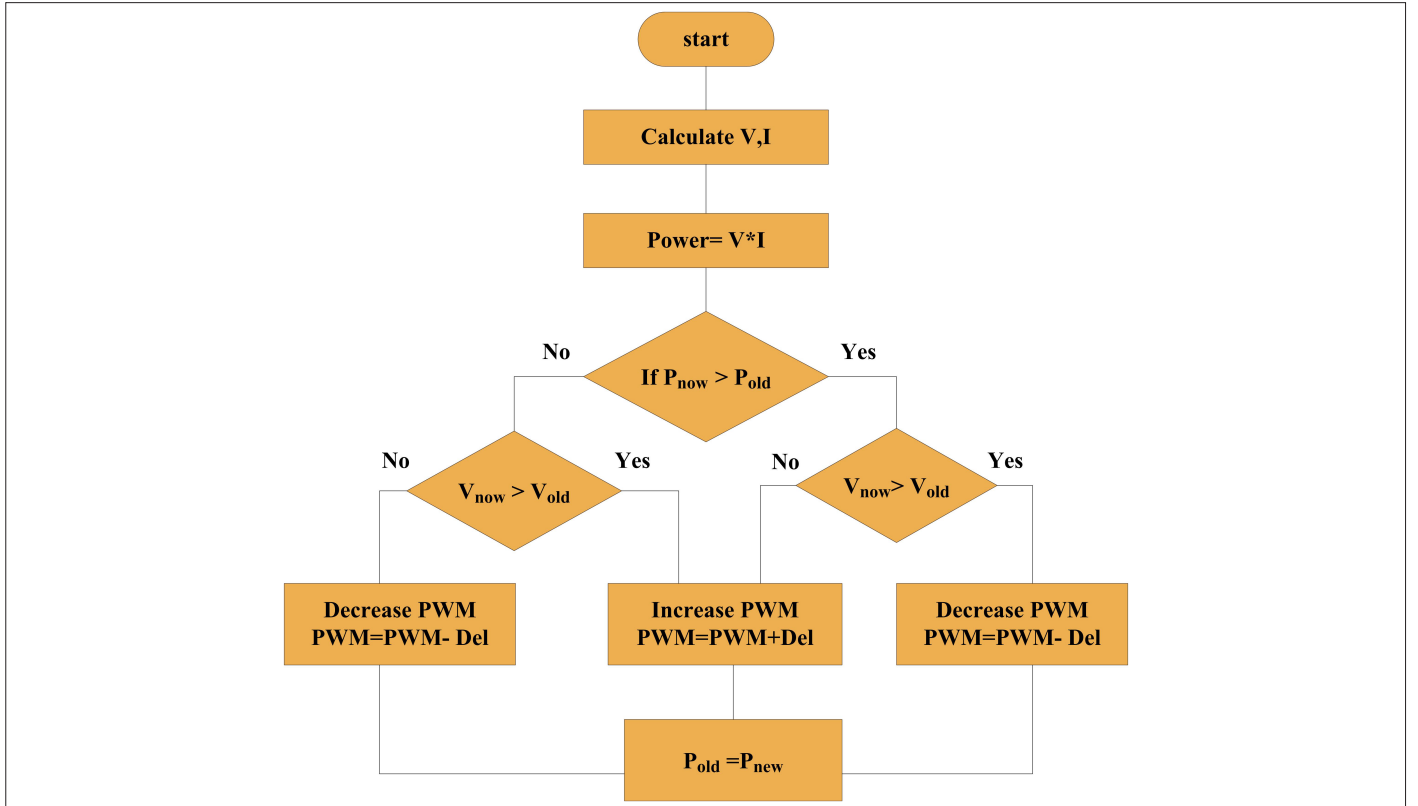 start
Calculate V,I
Power= V*I
No
Yes
If Pnow > Pold
No
Yes
No
Yes
Vnow > Vold
Vnow> Vold
Decrease PWM
PWM=PWM- Del
Increase PWM
PWM=PWM+Del
Decrease PWM
PWM=PWM- Del
Pold =Pnew